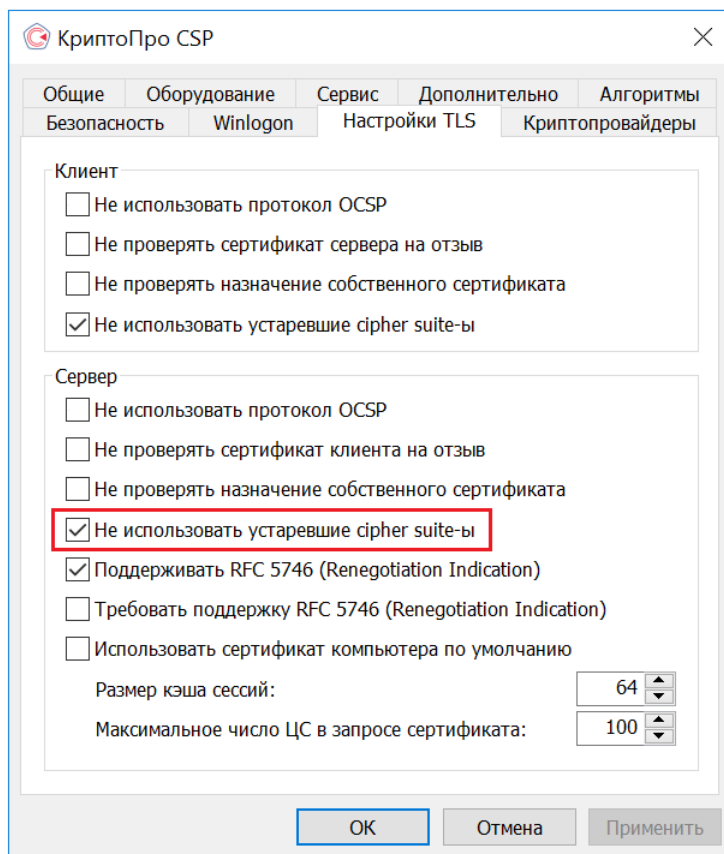 КриптоПро CSP
Общие Оборудование Сервис Дополнительно Алгоритмы
Безопасность Winlogon Настройки TLS Криптопровайдеры
Клиент
Не использовать протокол OCSP
Не проверять сертификат сервера на отзыв
Не проверять назначение собственного сертификата
Не использовать устаревшие cipher suite-ы
Сервер
Не использовать протокол OCSP
Не проверять сертификат клиента на отзыв
Не проверять назначение собственного сертификата
Не использовать устаревшие cipher suite-ы
Поддерживать RFC 5746 (Renegotiation Indication)
Требовать поддержку RFC 5746 (Renegotiation Indication)
Использовать сертификат компьютера по умолчанию
Размер кэша сессий: 64
Максимальное число ЦС в запросе сертификата: 100
ОК Отмена Применить